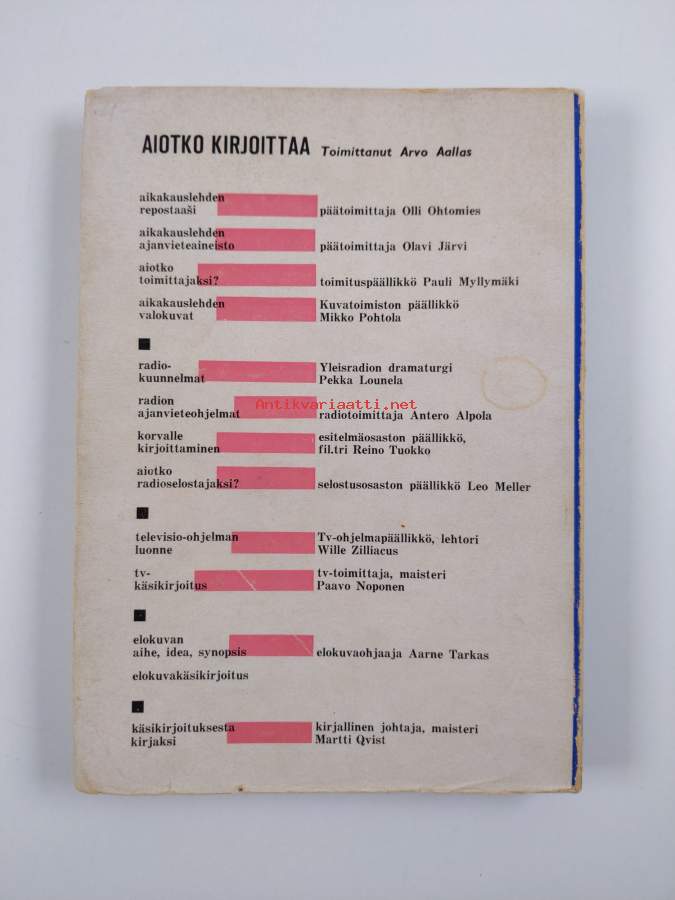 AIOTKO KIRJOITTAA Toimittanut Arvo Aallas
aikakauslehden
repostaaši päätoimittaja Olli Ohtomies
aikakauslehden
ajanvieteaineisto päätoimittaja Olavi Järvi
aiotko
toimittajaksi? toimituspäällikkö Pauli Myllymäki
aikakauslehden Kuvatoimiston päällikkö
valokuvat Mikko Pohtola
radio- Yleisradion dramaturgi
kuunnelmat Pekka Lounela
radion
Antikvariaatti.net
ajanvieteohjelmat radiotoimittaja Antero Alpola
korvalle esitelmäosaston päällikkö,
kirjoittaminen fil.tri Reino Tuokko
aiotko
radioselostajaksi? selostusosaston päällikkö Leo Meller
televisio-ohjelman Tv-ohjelmapäällikkö, lehtori
luonne Wille Zilliacus
tv- tv-toimittaja, maisteri
käsikirjoitus Paavo Noponen
elokuvan
aihe, idea, synopsis elokuvaohjaaja Aarne Tarkas
elokuvakäsikirjoitus
käsikirjoituksesta kirjallinen johtaja, maisteri
kirjaksi Martti Qvist